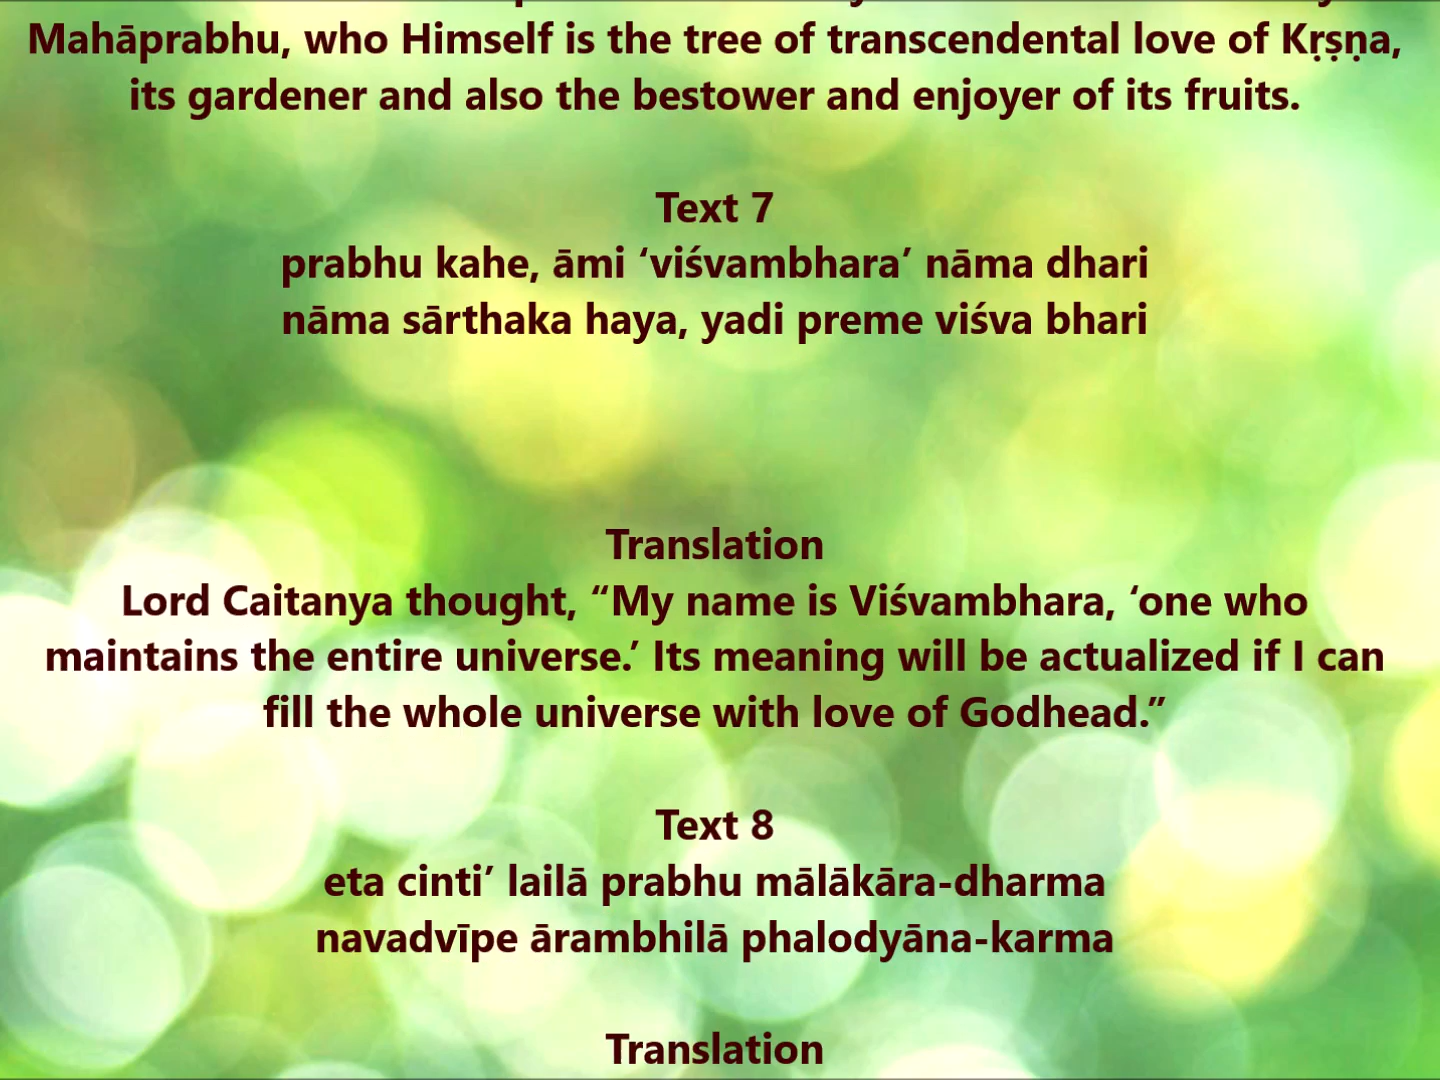 Mahāprabhu, who Himself is the tree of transcendental love of Kṛṣṇa,
its gardener and also the bestower and enjoyer of its fruits.
Text 7
prabhu kahe, āmi ‘viśvambhara’ nāma dhari
nāma sārthaka haya, yadi preme viśva bhari
Translation
Lord Caitanya thought, “My name is Viśvambhara, ‘one who
maintains the entire universe.’ Its meaning will be actualized if I can
fill the whole universe with love of Godhead.”
Text 8
eta cinti’ lailā prabhu mālākāra-dharma
navadvīpe ārambhilā phalodyāna-karma
Translation